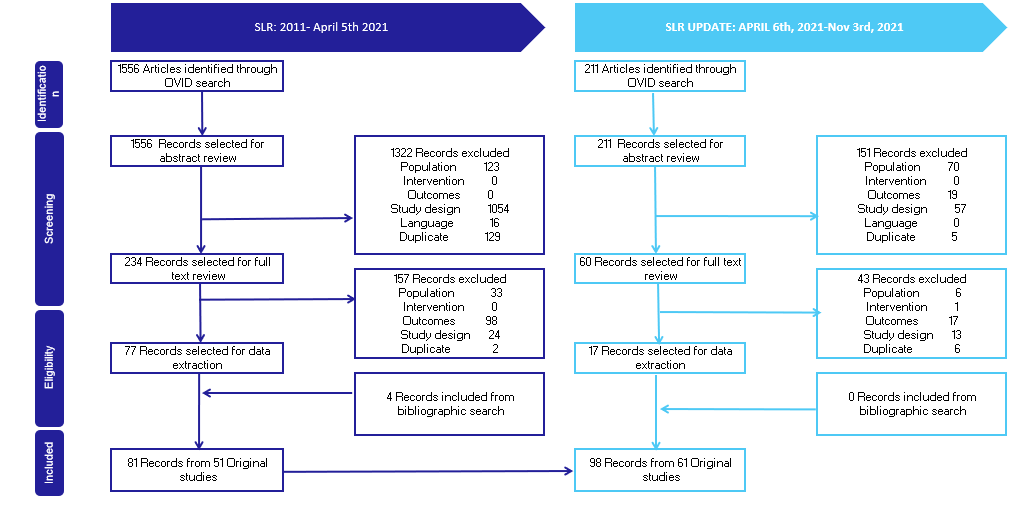 SLR: 2011- April 5th 2021
SLR UPDATE: APRIL 6th, 2021-Nov 3rd, 2021
Identificatio
n
Screening
Eligibility
Included
1556 Articles identified through
OVID search
1556 Records selected for
abstract review
1322 Records excluded
Population 123
Intervention 0
Outcomes 0
Study design 1054
Language 16
Duplicate 129
234 Records selected for full
text review
157 Records excluded
Population 33
Intervention 0
Outcomes 98
Study design 24
Duplicate 2
77 Records selected for data
extraction
4 Records included from
bibliographic search
81 Records from 51 Original
studies
211 Articles identified through
OVID search
211 Records selected for
abstract review
151 Records excluded
Population 70
Intervention 0
Outcomes 19
Study design 57
Language 0
Duplicate 5
60 Records selected for full text
review
43 Records excluded
Population 6
Intervention 1
Outcomes 17
Study design 13
Duplicate 6
17 Records selected for data
extraction
0 Records included from
bibliographic search
98 Records from 61 Original
studies